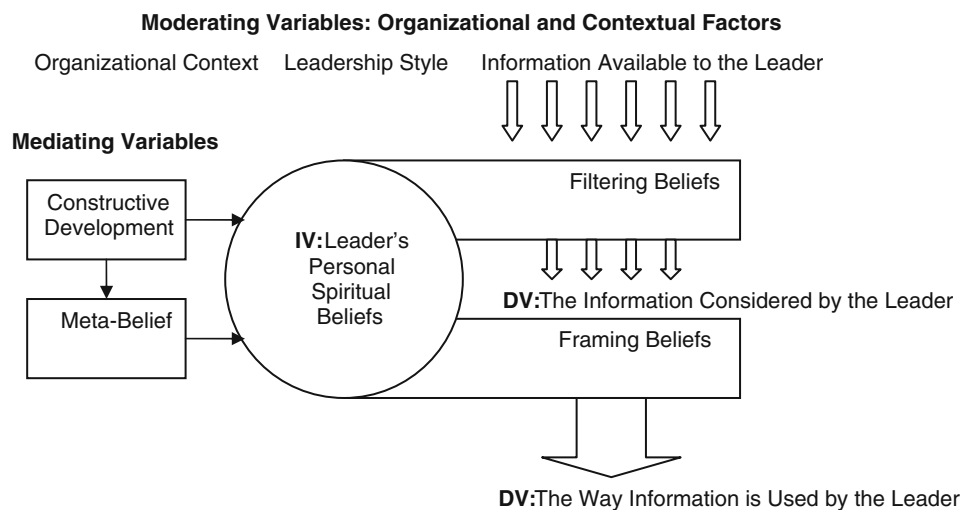 Moderating Variables: Organizational and Contextual Factors
Organizational Context Leadership Style Information Available to the Leader
Mediating Variables
Constructive
Development
Meta-Belief
IV:Leader's
Personal
Spiritual
Beliefs
Filtering Beliefs
DV:The Information Considered by the Leader
Framing Beliefs
DV:The Way Information is Used by the Leader